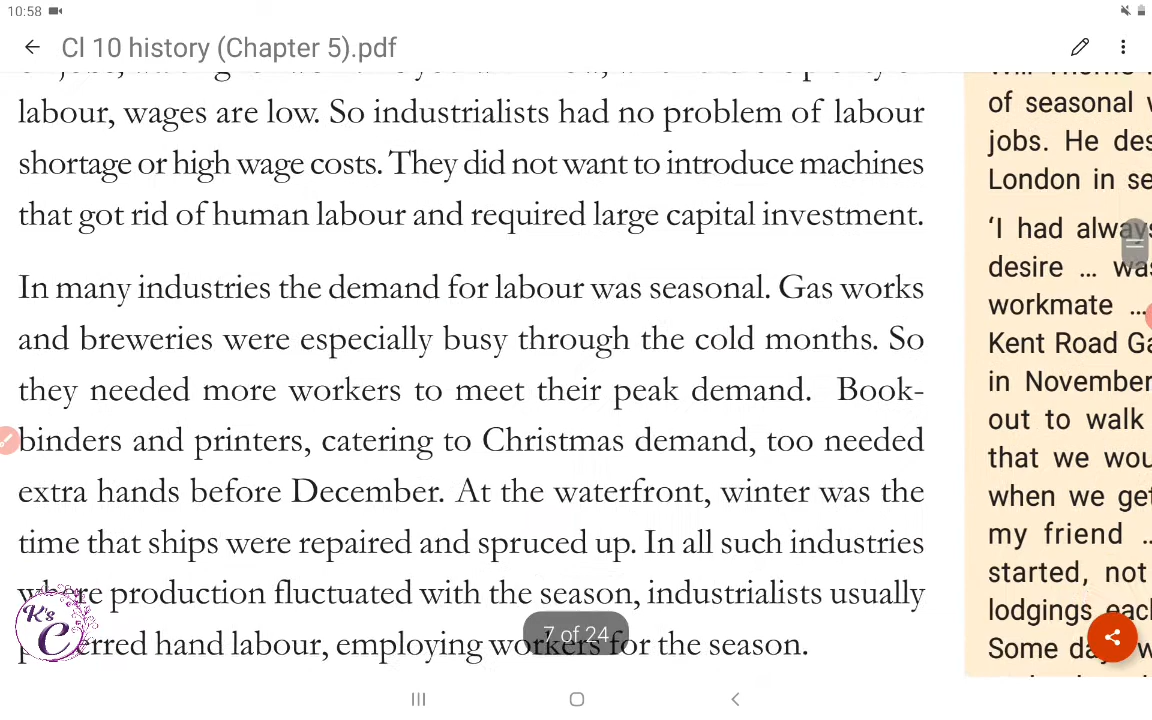 10:58
Cl 10 history (Chapter 5).pdf
labour, wages are low. So industrialists had no problem of labour
shortage or high wage costs. They did not want to introduce machines
that got rid of human labour and required large capital investment.
In many industries the demand for labour was seasonal. Gas works
and breweries were especially busy through the cold months. So
they needed more workers to meet their peak demand. Book-
binders and printers, catering to Christmas demand, too needed
extra hands before December. At the waterfront, winter was the
time that ships were repaired and spruced up. In all such industries
where production fluctuated with the season, industrialists usually
preferred hand labour, employing workers for the season.
7 of 24
K's C
of seasonal
jobs. He des
London in se
'I had always
desire ... was
workmate ...
Kent Road Ga
in November
out to walk
that we wou
when we get
my friend ...
started, not
lodgings each
Some day w